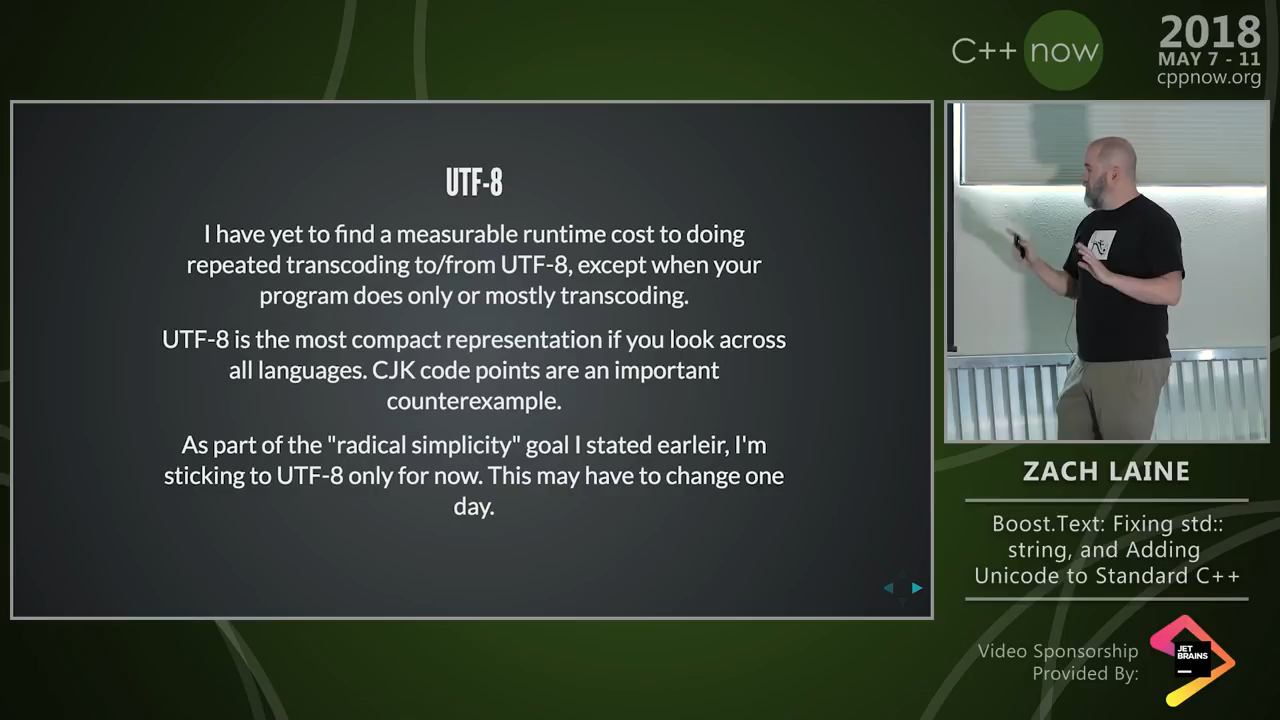 C++ now
2018
MAY 7 - 11
cppnow.org
UTF-8
I have yet to find a measurable runtime cost to doing
repeated transcoding to/from UTF-8, except when your
program does only or mostly transcoding.
UTF-8 is the most compact representation if you look across
all languages. CJK code points are an important
counterexample.
As part of the "radical simplicity" goal I stated earleir, I'm
sticking to UTF-8 only for now. This may have to change one
day.
ZACH LAINE
Boost.Text: Fixing std::
string, and Adding
Unicode to Standard C++
Video Sponsorship
Provided By:
JET
BRAINS